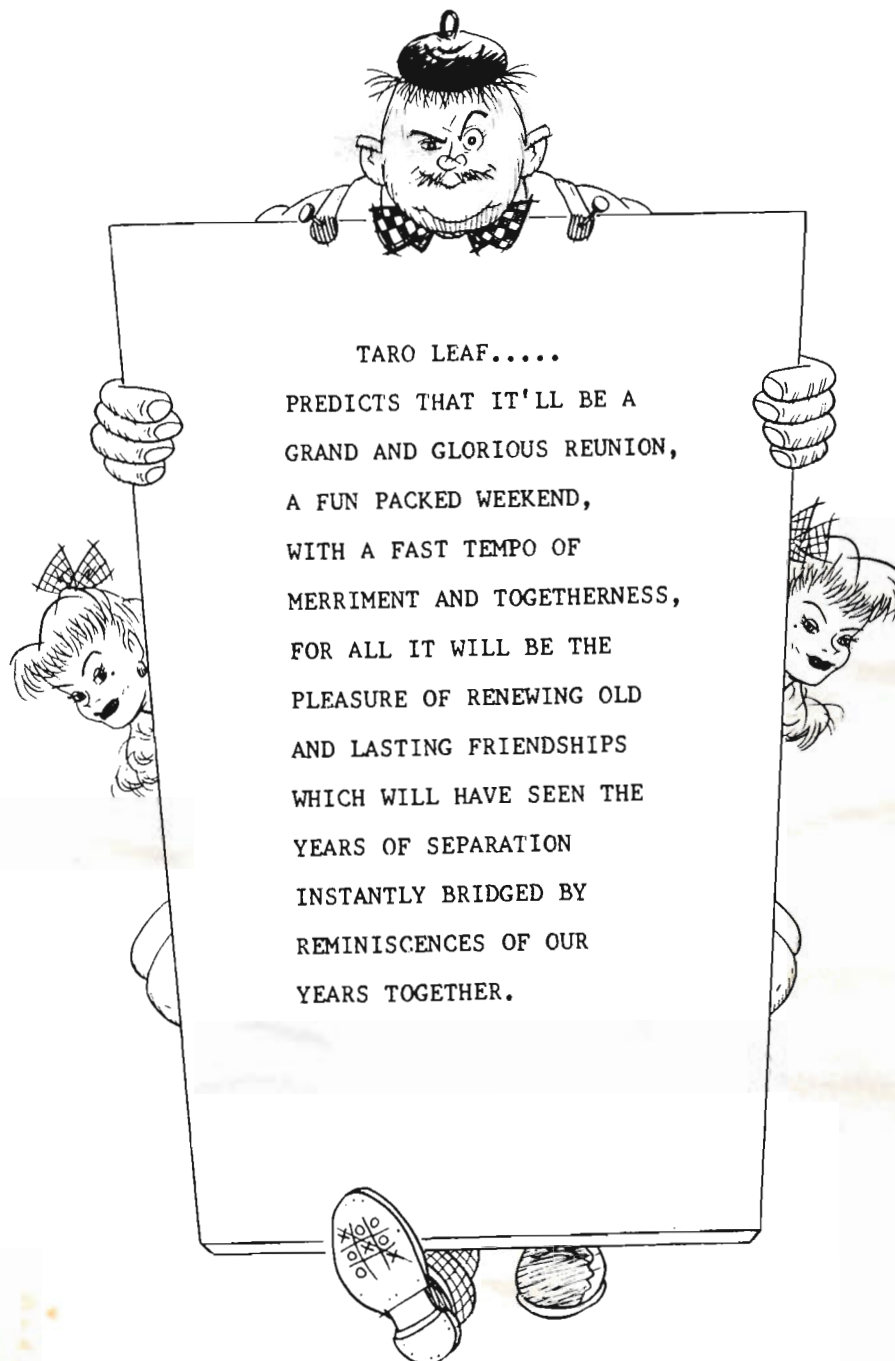 TARO LEAF.....
PREDICTS THAT IT'LL BE A
GRAND AND GLORIOUS REUNION,
A FUN PACKED WEEKEND,
WITH A FAST TEMPO OF
MERRIMENT AND TOGETHERNESS,
FOR ALL IT WILL BE THE
PLEASURE OF RENEWING OLD
AND LASTING FRIENDSHIPS
WHICH WILL HAVE SEEN THE
YEARS OF SEPARATION
INSTANTLY BRIDGED BY
REMINISCENCES OF OUR
YEARS TOGETHER.
XOO
OXO
O X